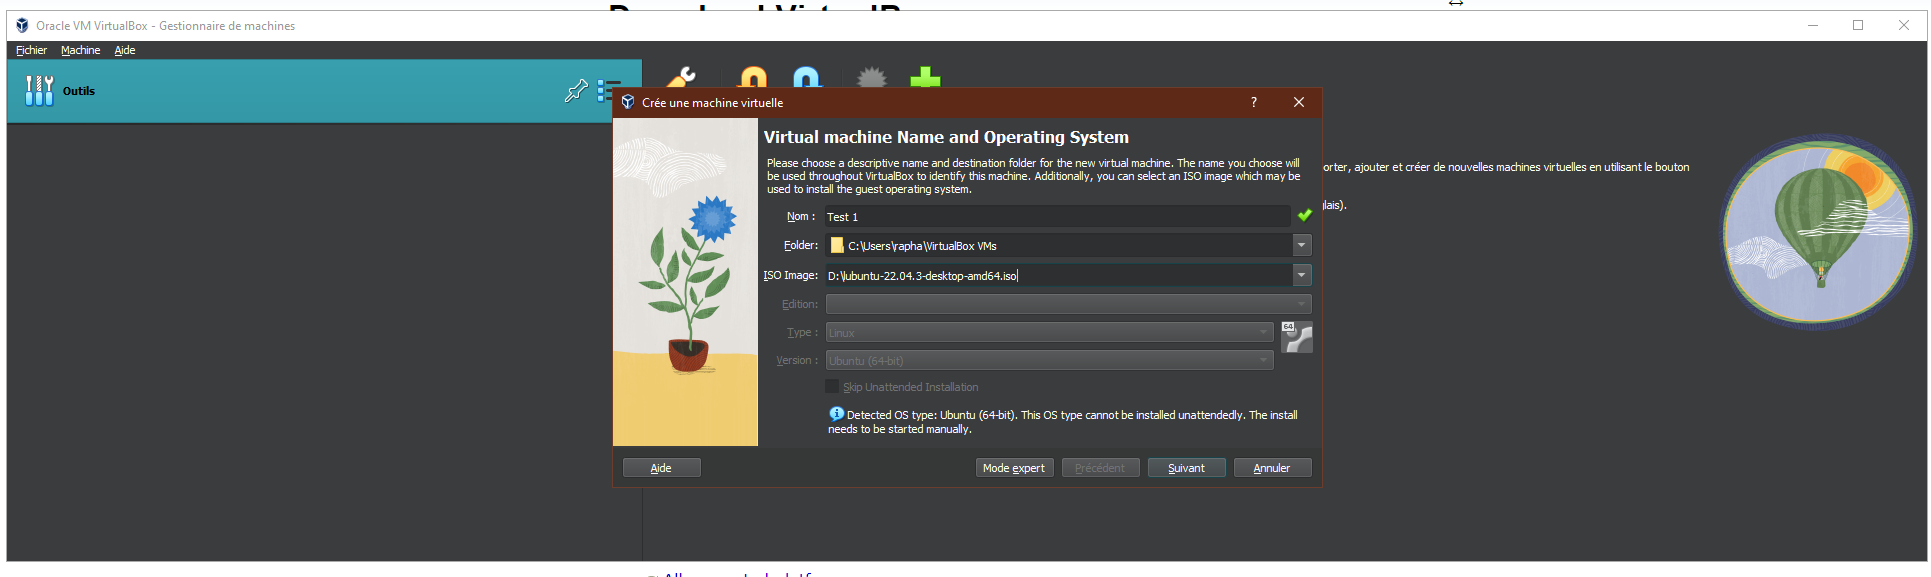 Oracle VM VirtualBox - Gestionnaire de machines
Fichier Machine Aide
Outils
Crée une machine virtuelle
?
Virtual machine Name and Operating System
Please choose a descriptive name and destination folder for the new virtual machine. The name you choose will
be used throughout VirtualBox to identify this machine. Additionally, you can select an ISO image which may be
used to install the guest operating system.
orter, ajouter et créer de nouvelles machines virtuelles en utilisant le bouton
lais).
Nom : Test 1
Folder: C:\Users\rapha\VirtualBox VMs
ISO Image: D:\lubuntu-22.04.3-desktop-amd64.iso
Edition:
Type : Linux
64
Version : Ubuntu (64-bit)
Skip Unattended Installation
Detected OS type: Ubuntu (64-bit). This OS type cannot be installed unattendedly. The install
needs to be started manually.
Aide Mode expert Précédent Suivant Annuler